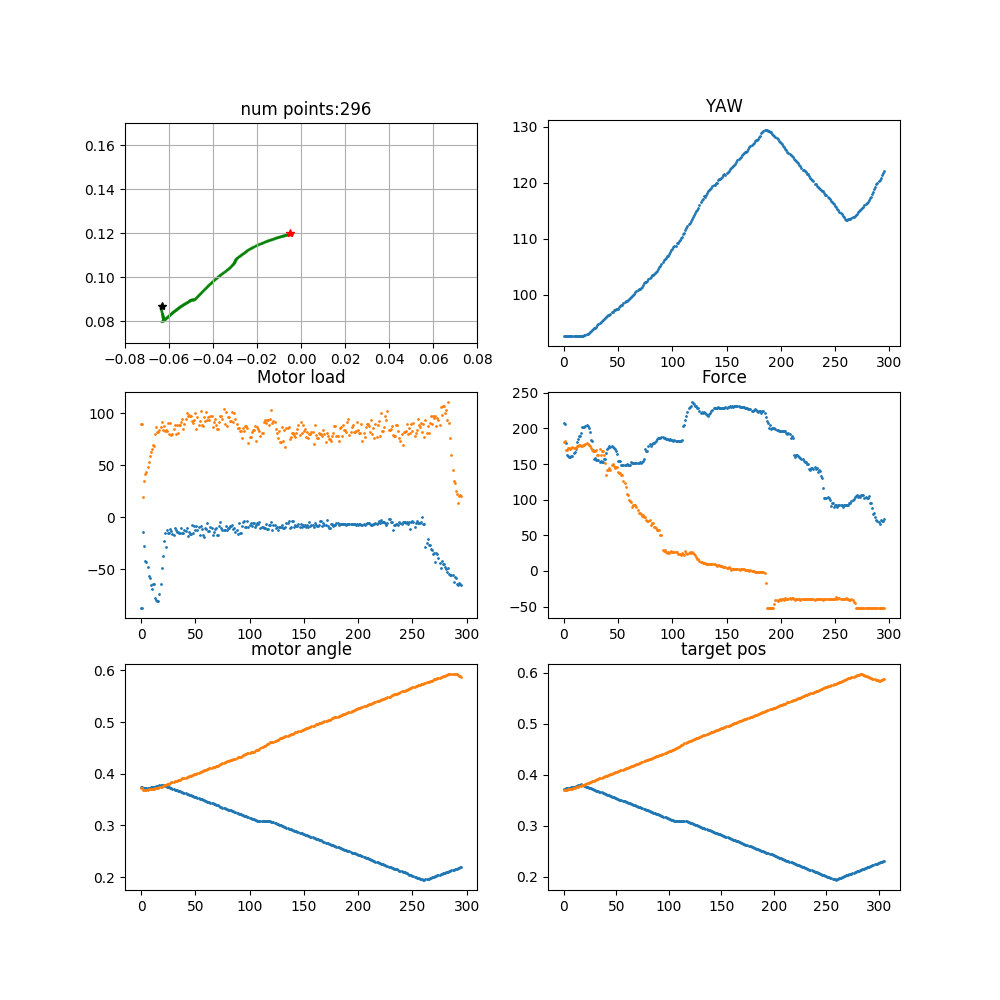 num points:296
0.16
0.14
0.12
0.10
0.08
−0.08 −0.06 −0.04 −0.02 0.00 0.02 0.04 0.06 0.08
YAW
130
120
110
100
0 50 100 150 200 250 300
Motor load
100
50
0
−50
0 50 100 150 200 250 300
Force
250
200
150
100
50
0
−50
0 50 100 150 200 250 300
motor angle
0.6
0.5
0.4
0.3
0.2
0 50 100 150 200 250 300
target pos
0.6
0.5
0.4
0.3
0.2
0 50 100 150 200 250 300